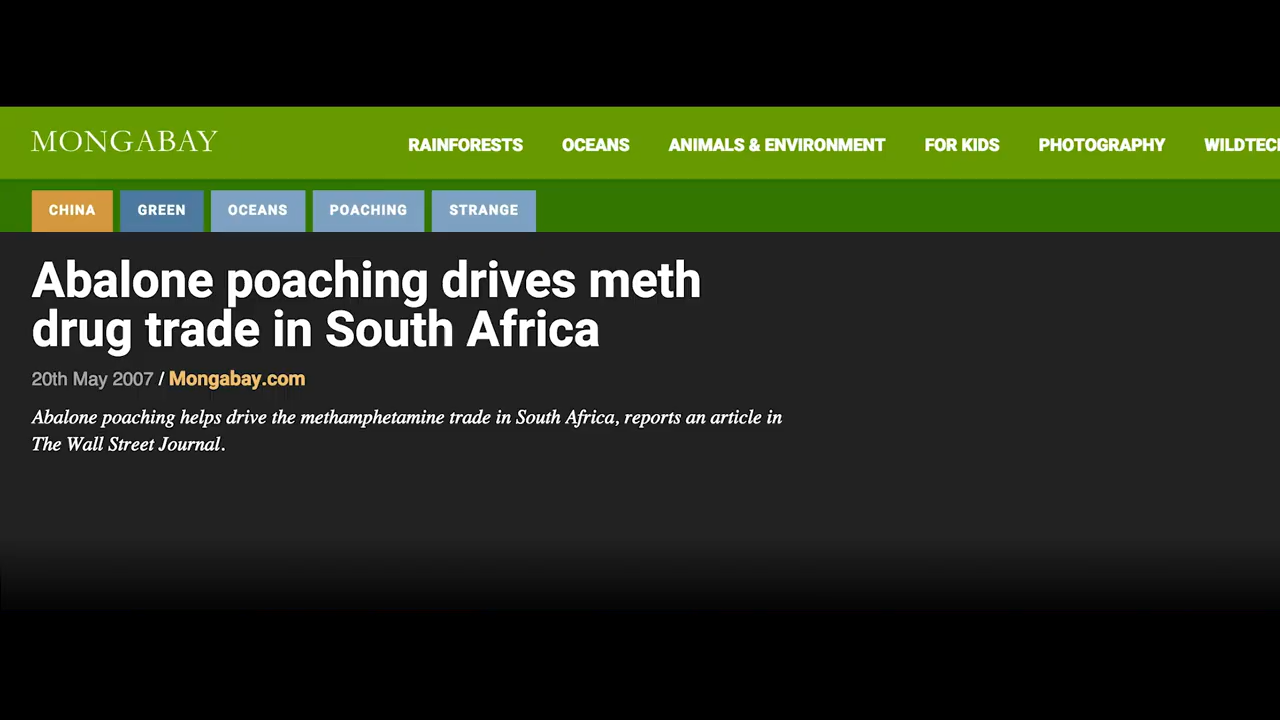 MONGABAY
RAINFORESTS OCEANS ANIMALS & ENVIRONMENT FOR KIDS PHOTOGRAPHY WILDTEC
CHINA GREEN OCEANS POACHING STRANGE
Abalone poaching drives meth
drug trade in South Africa
20th May 2007 / Mongabay.com
Abalone poaching helps drive the methamphetamine trade in South Africa, reports an article in
The Wall Street Journal.